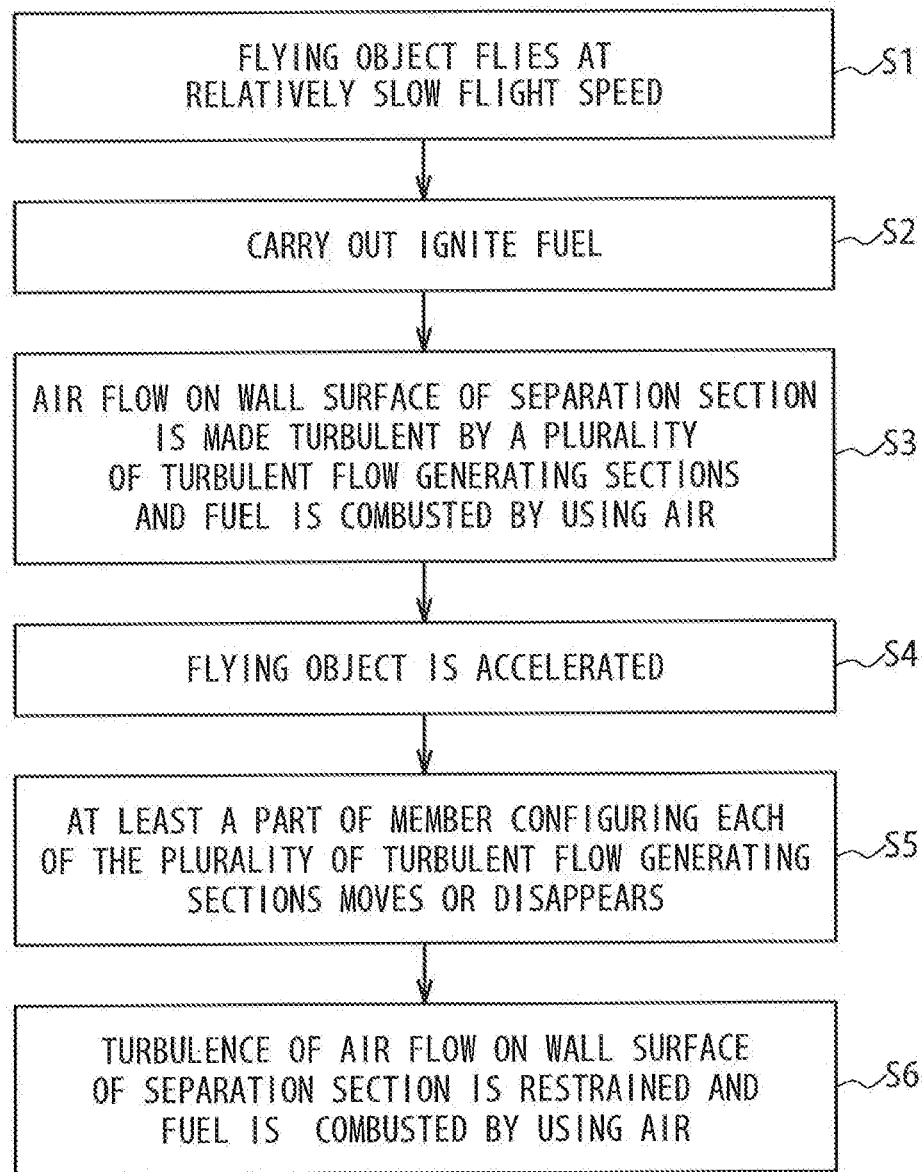 FLYING OBJECT FLIES AT
RELATIVELY SLOW FLIGHT SPEED
S1
CARRY OUT IGNITE FUEL
S2
AIR FLOW ON WALL SURFACE OF SEPARATION SECTION
IS MADE TURBULENT BY A PLURALITY
OF TURBULENT FLOW GENERATING SECTIONS
AND FUEL IS COMBUSTED BY USING AIR
S3
FLYING OBJECT IS ACCELERATED
S4
AT LEAST A PART OF MEMBER CONFIGURING EACH
OF THE PLURALITY OF TURBULENT FLOW GENERATING
SECTIONS MOVES OR DISAPPEARS
S5
TURBULENCE OF AIR FLOW ON WALL SURFACE
OF SEPARATION SECTION IS RESTRAINED AND
FUEL IS COMBUSTED BY USING AIR
S6